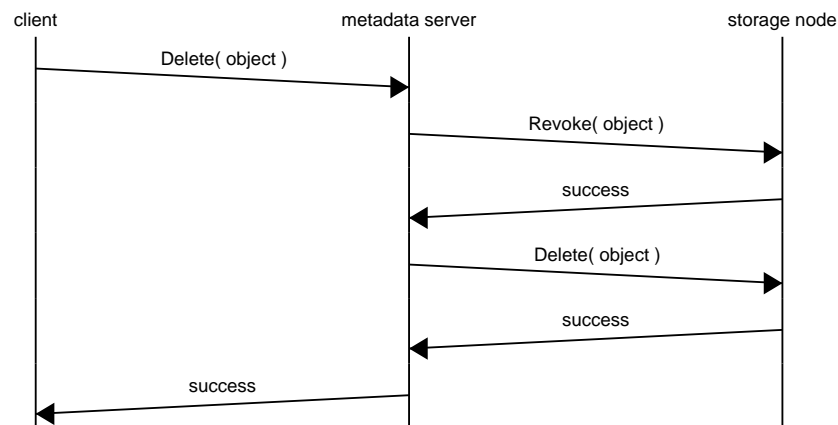 client
metadata server
storage node
Delete( object )
Revoke( object )
success
Delete( object )
success
success